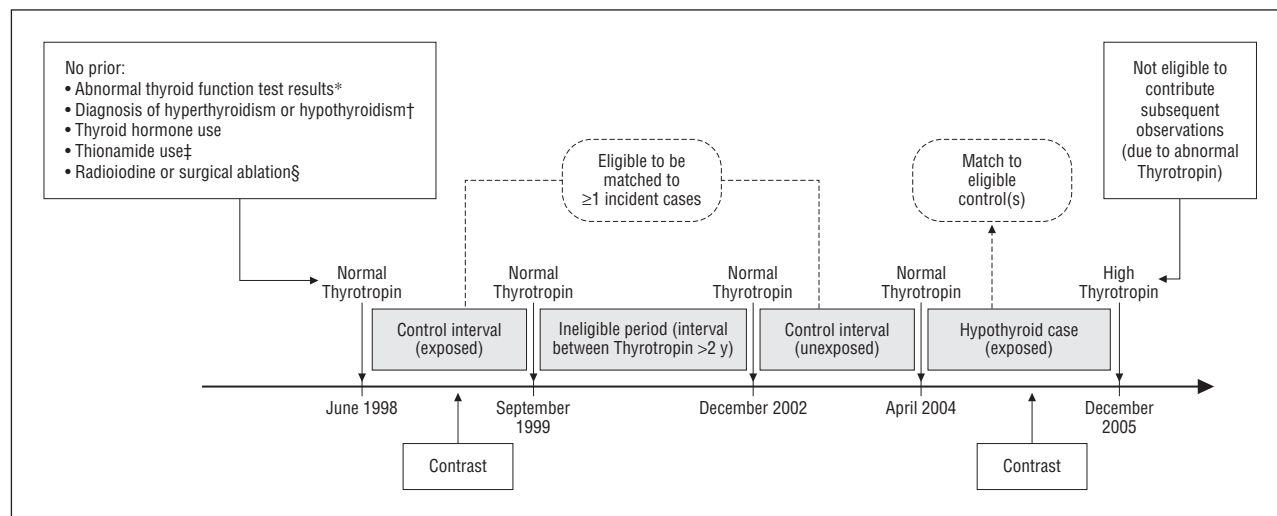 No prior:
• Abnormal thyroid function test results*
• Diagnosis of hyperthyroidism or hypothyroidism†
• Thyroid hormone use
• Thionamide use‡
• Radioiodine or surgical ablation§
Eligible to be
matched to
≥1 incident cases
Match to
eligible
control(s)
Not eligible to
contribute
subsequent
observations
(due to abnormal
Thyrotropin)
Normal
Thyrotropin
Normal
Thyrotropin
Normal
Thyrotropin
Normal
Thyrotropin
High
Thyrotropin
Control interval
(exposed)
Ineligible period (interval
between Thyrotropin >2 y)
Control interval
(unexposed)
Hypothyroid case
(exposed)
June 1998
September
1999
December 2002
April 2004
December
2005
Contrast
Contrast